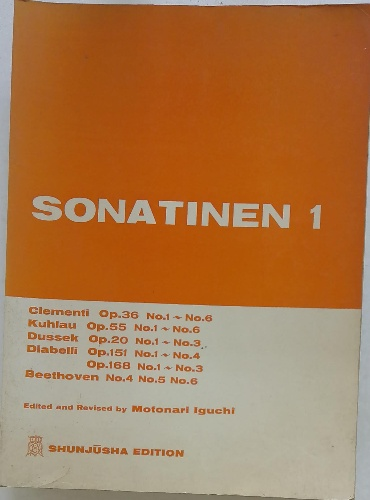 SONATINEN 1
Clementi Op.36 No.1~No.6
Kuhlau Op.55 No.1~No.6
Dussek Op.20 No.1~No.3
Diabelli Op.151 No.1~No.4
Op.168 No.1~No.3
Beethoven No.4 No.5 No.6
Edited and Revised by Motonari Iguchi
SHUNJŪSHA EDITION